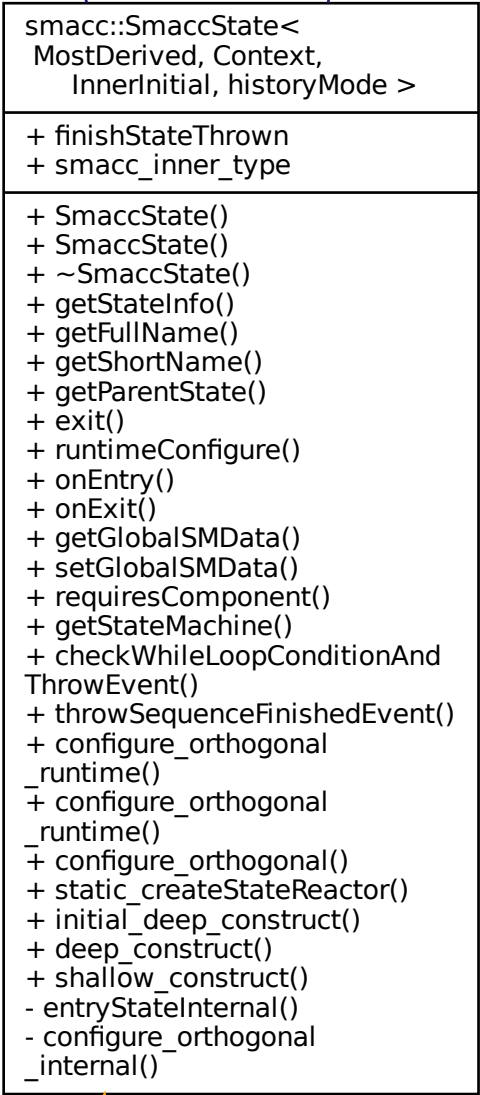 smacc::SmaccState<
MostDerived, Context,
InnerInitial, historyMode >
+ finishStateThrown
+ smacc_inner_type
+ SmaccState()
+ SmaccState()
+ ~SmaccState()
+ getStateInfo()
+ getFullName()
+ getShortName()
+ getParentState()
+ exit()
+ runtimeConfigure()
+ onEntry()
+ onExit()
+ getGlobalSMData()
+ setGlobalSMData()
+ requiresComponent()
+ getStateMachine()
+ checkWhileLoopConditionAnd
ThrowEvent()
+ throwSequenceFinishedEvent()
+ configure_orthogonal
_runtime()
+ configure_orthogonal
_runtime()
+ configure_orthogonal()
+ static_createStateReactor()
+ initial_deep_construct()
+ deep_construct()
+ shallow_construct()
- entryStateInternal()
- configure_orthogonal
_internal()